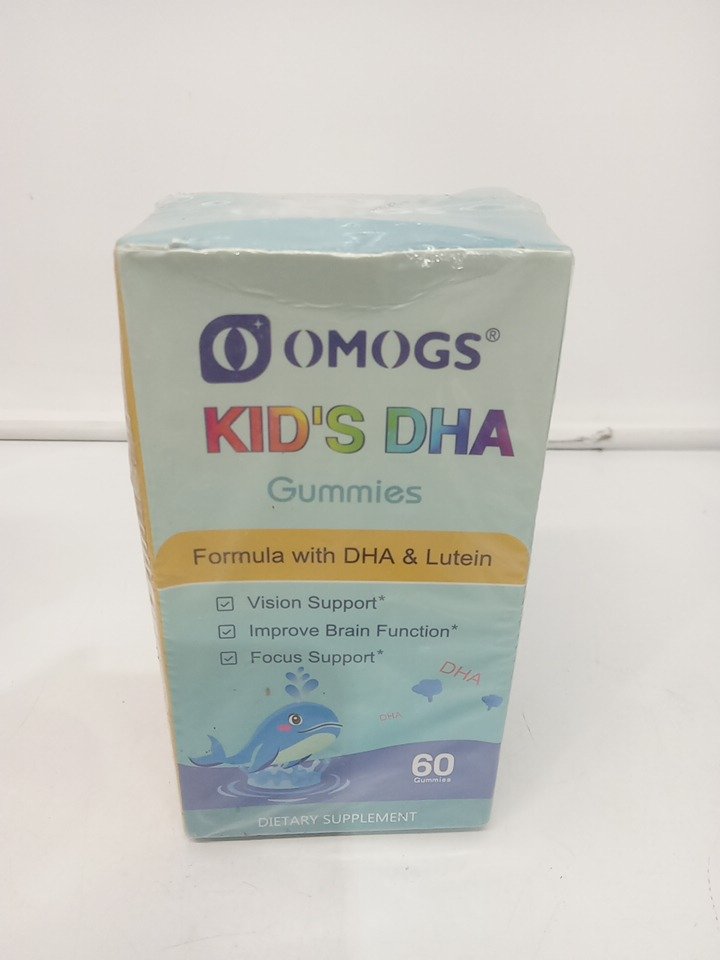 OMOGS®
KID'S DHA
Gummies
Formula with DHA & Lutein
Vision Support*
Improve Brain Function*
Focus Support*
DHA
DHA
60
Gummies
DIETARY SUPPLEMENT